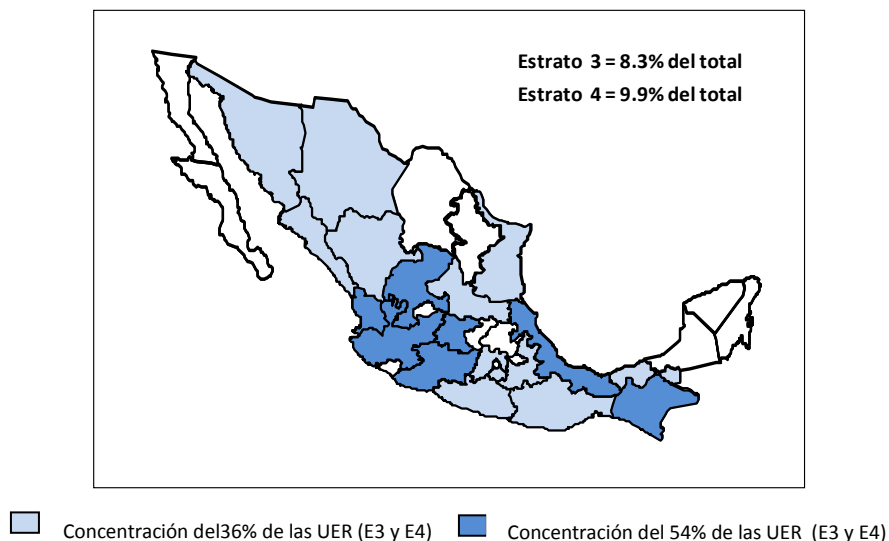 Estrato 3 = 8.3% del total
Estrato 4 = 9.9% del total
Concentración del36% de las UER (E3 y E4)
Concentración del 54% de las UER (E3 y E4)